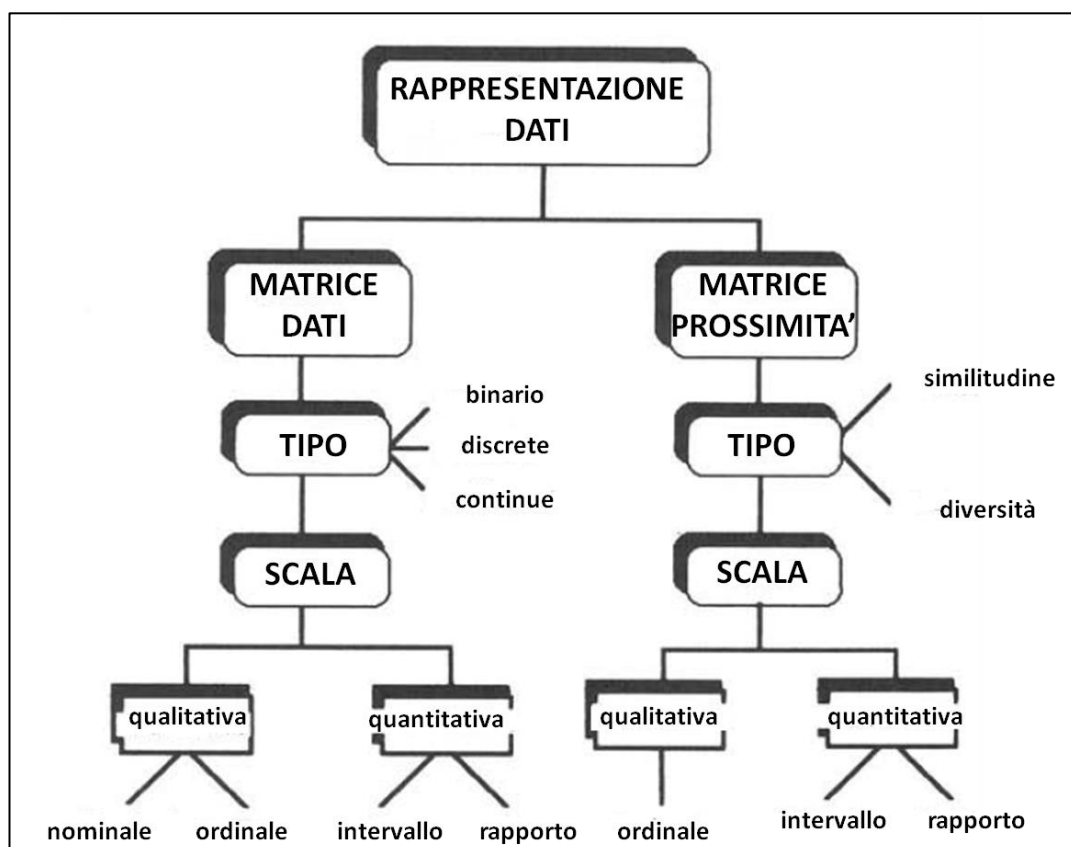 RAPPRESENTAZIONE
DATI
MATRICE
DATI
MATRICE
PROSSIMITA’
similitudine
binario
TIPO
discrete
TIPO
continue
diversità
SCALA
SCALA
qualitativa
quantitativa
qualitativa
quantitativa
nominale
ordinale
intervallo
rapporto
ordinale
intervallo
rapporto